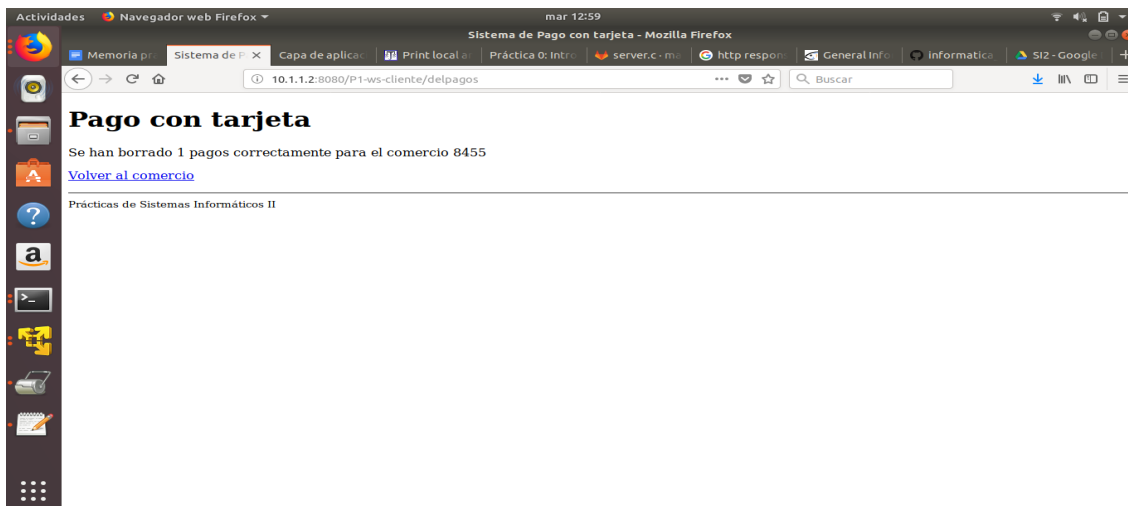 Actividades Navegador web Firefox mar 12:59
Sistema de Pago con tarjeta - Mozilla Firefox
Memoria pr Sistema de P Capa de aplicac Print local a Práctica 0: Intro server.c - ma http respon General Info informatica SI2 - Google
10.1.1.2:8080/P1-ws-cliente/delpagos Buscar
Pago con tarjeta
Se han borrado 1 pagos correctamente para el comercio 8455
Volver al comercio
Prácticas de Sistemas Informáticos II